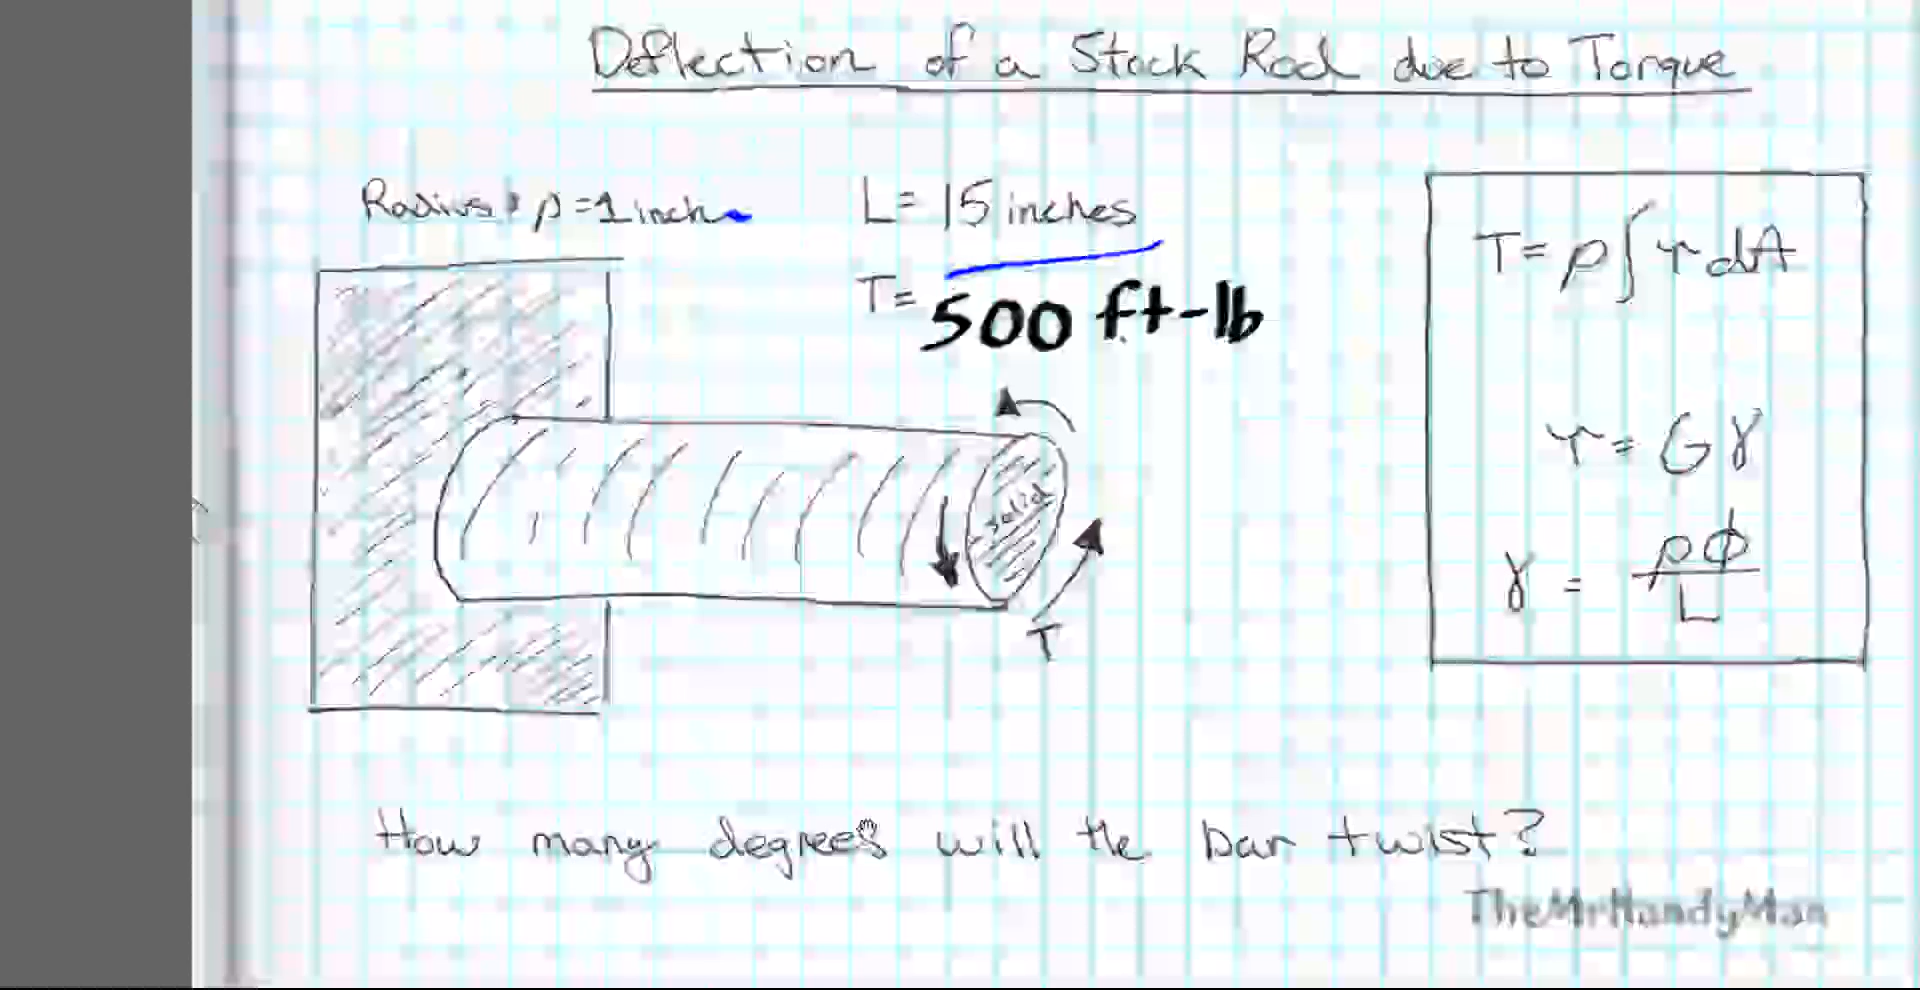 Deflection of a Stock Rod due to Torque
Radius: ρ = 1 inch
L = 15 inches
T = 500 ft-lb
T = ρ∫τdA
τ = Gγ
γ = ρφ/L
solid
T
How many degrees will the bar twist?
TheMrHandyMan